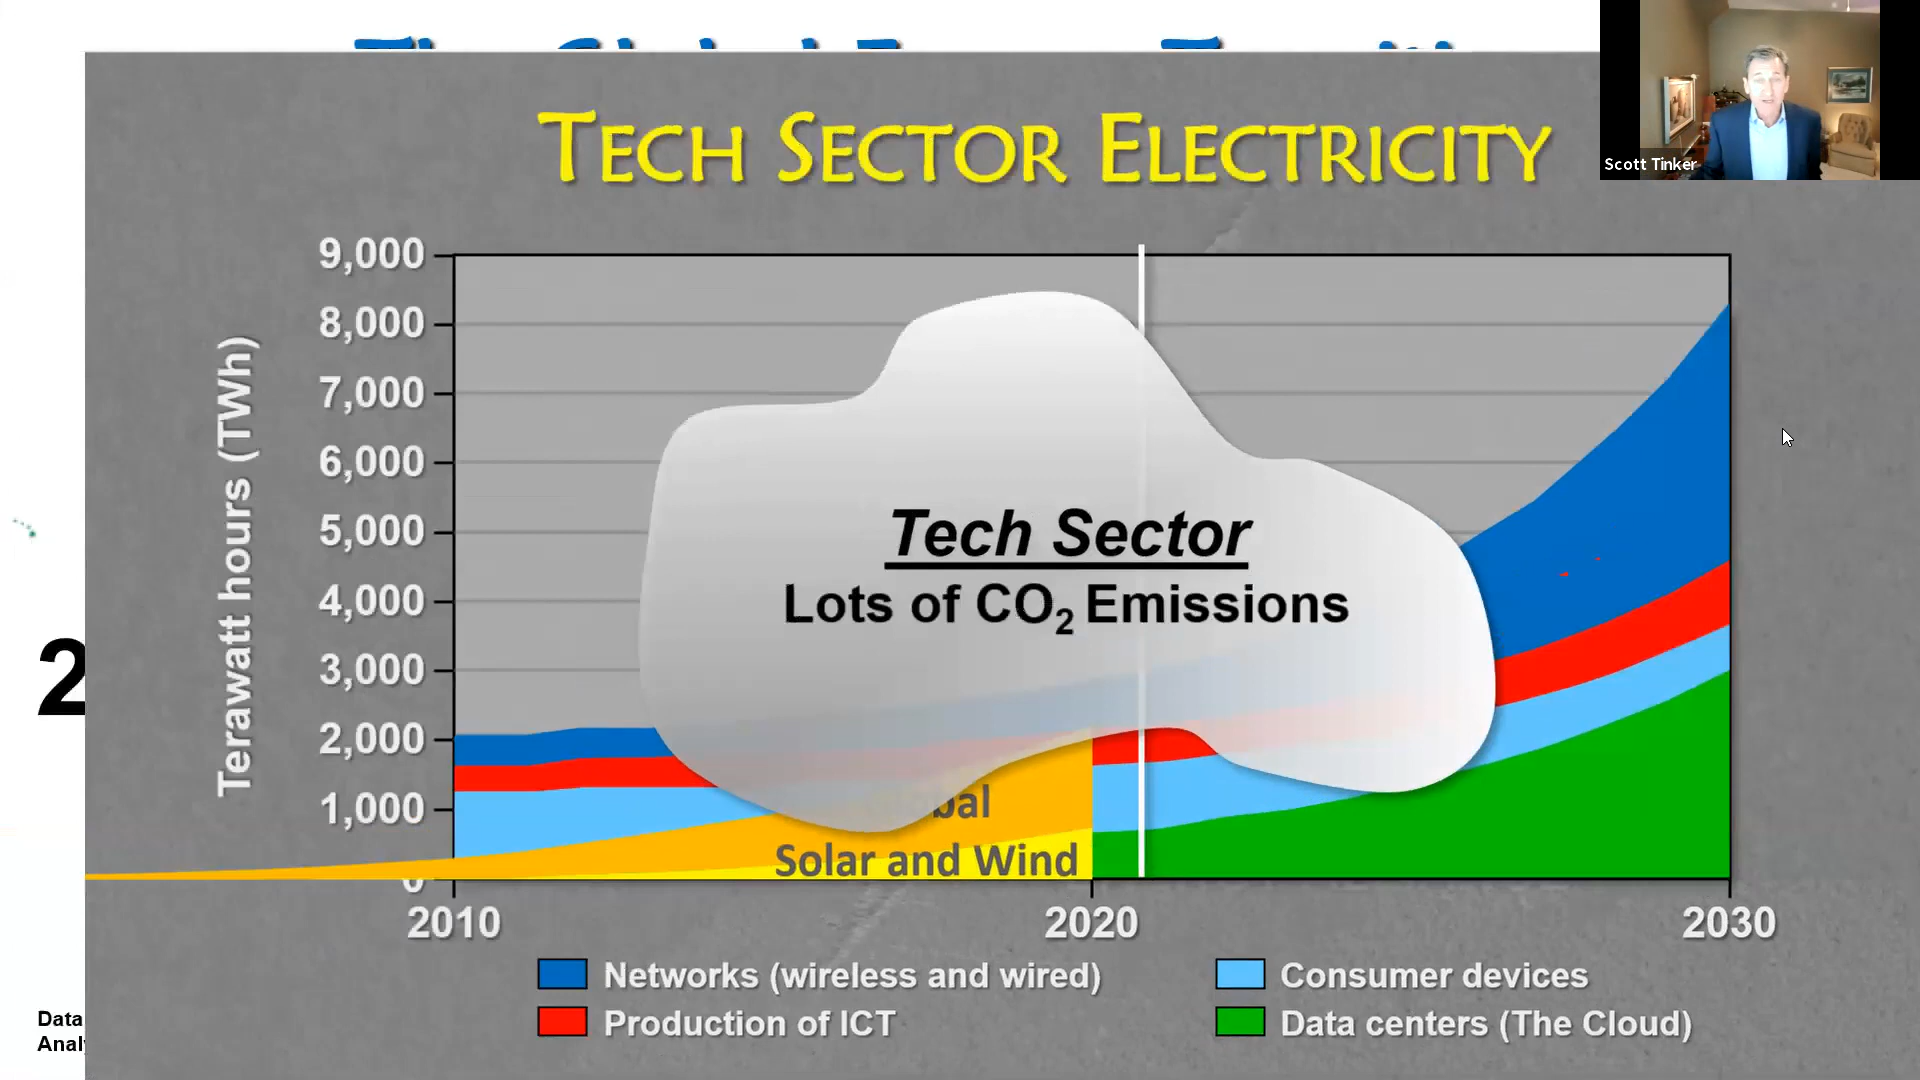 Scott Tinker
TECH SECTOR ELECTRICITY
9,000
8,000
7,000
6,000
5,000
4,000
3,000
2,000
1,000
0
Terawatt hours (TWh)
Tech Sector
Lots of CO₂ Emissions
Solar and Wind
2
2010
2020
2030
Networks (wireless and wired)
Consumer devices
Production of ICT
Data centers (The Cloud)
Data